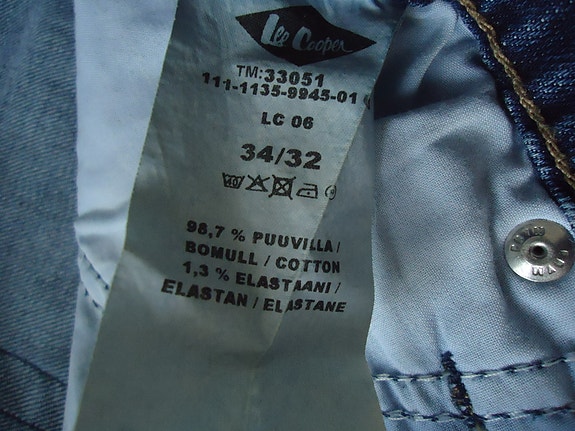 Lee Cooper
TM:33051
111-1135-9945-01
LC 06
34/32
98,7 % PUUVILLA /
BOMULL / COTTON
1,3 % ELASTAANI /
ELASTAN / ELASTANE